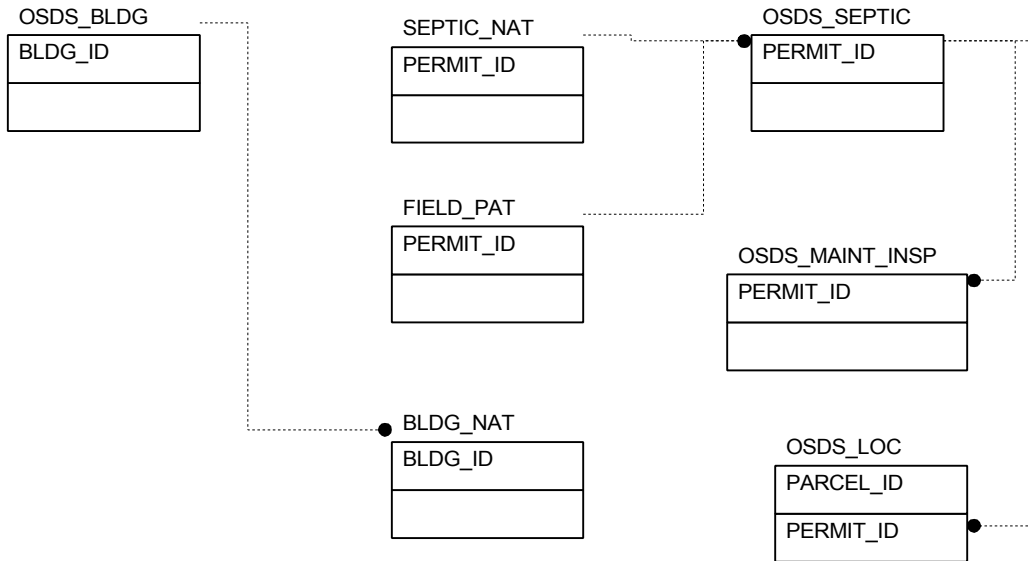 OSDS_BLDG
BLDG_ID
SEPTIC_NAT
PERMIT_ID
OSDS_SEPTIC
PERMIT_ID
FIELD_PAT
PERMIT_ID
OSDS_MAINT_INSP
PERMIT_ID
BLDG_NAT
BLDG_ID
OSDS_LOC
PARCEL_ID
PERMIT_ID